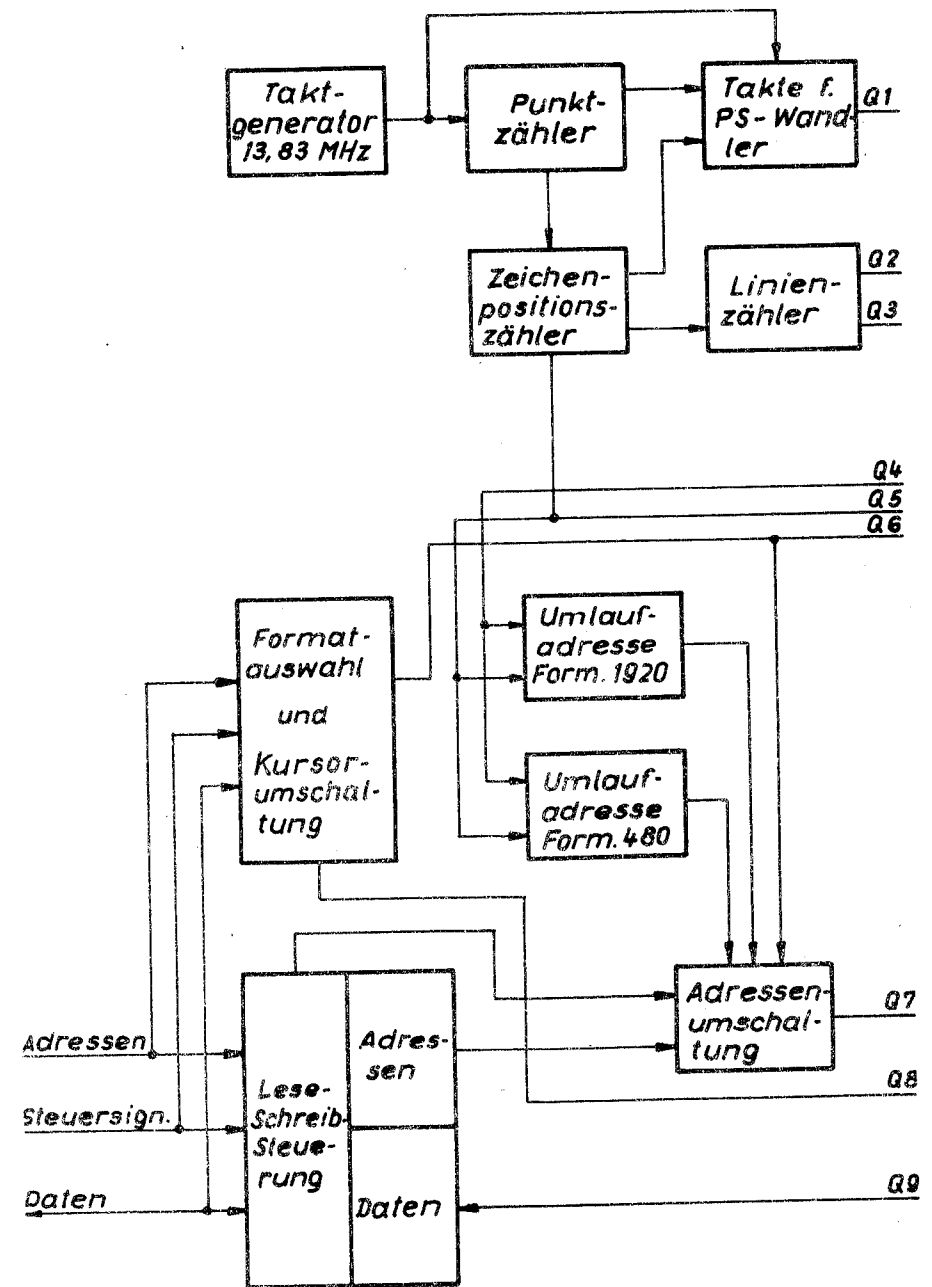 Takt-
generator
13,83 MHz
Punkt-
zähler
Takte f.
PS-Wand-
ler
Q1
Zeichen-
positions-
zähler
Linien-
zähler
Q2
Q3
Q4
Q5
Q6
Format-
auswahl
und
Kursor-
umschal-
tung
Umlauf-
adresse
Form. 1920
Umlauf-
adresse
Form. 480
Adressen-
umschal-
tung
Q7
Q8
Adressen
Steuersign.
Daten
Lese-
Schreib-
Steue-
rung
Adres-
sen
Daten
Q9